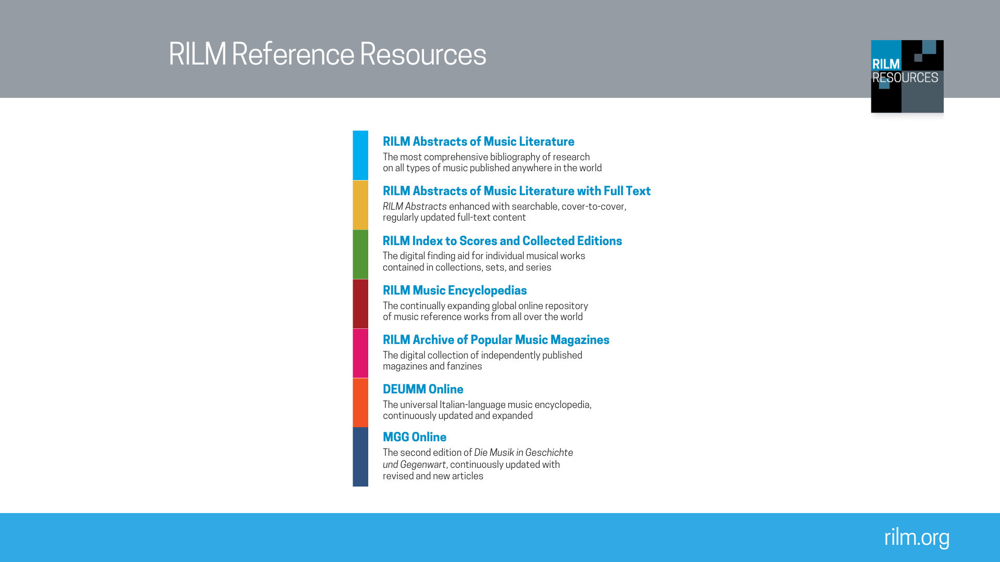 RILM Reference Resources
RILM
RESOURCES
RILM Abstracts of Music Literature
The most comprehensive bibliography of research
on all types of music published anywhere in the world
RILM Abstracts of Music Literature with Full Text
RILM Abstracts enhanced with searchable, cover-to-cover,
regularly updated full-text content
RILM Index to Scores and Collected Editions
The digital finding aid for individual musical works
contained in collections, sets, and series
RILM Music Encyclopedias
The continually expanding global online repository
of music reference works from all over the world
RILM Archive of Popular Music Magazines
The digital collection of independently published
magazines and fanzines
DEUMM Online
The universal Italian-language music encyclopedia,
continuously updated and expanded
MGG Online
The second edition of Die Musik in Geschichte
und Gegenwart, continuously updated with
revised and new articles
rilm.org